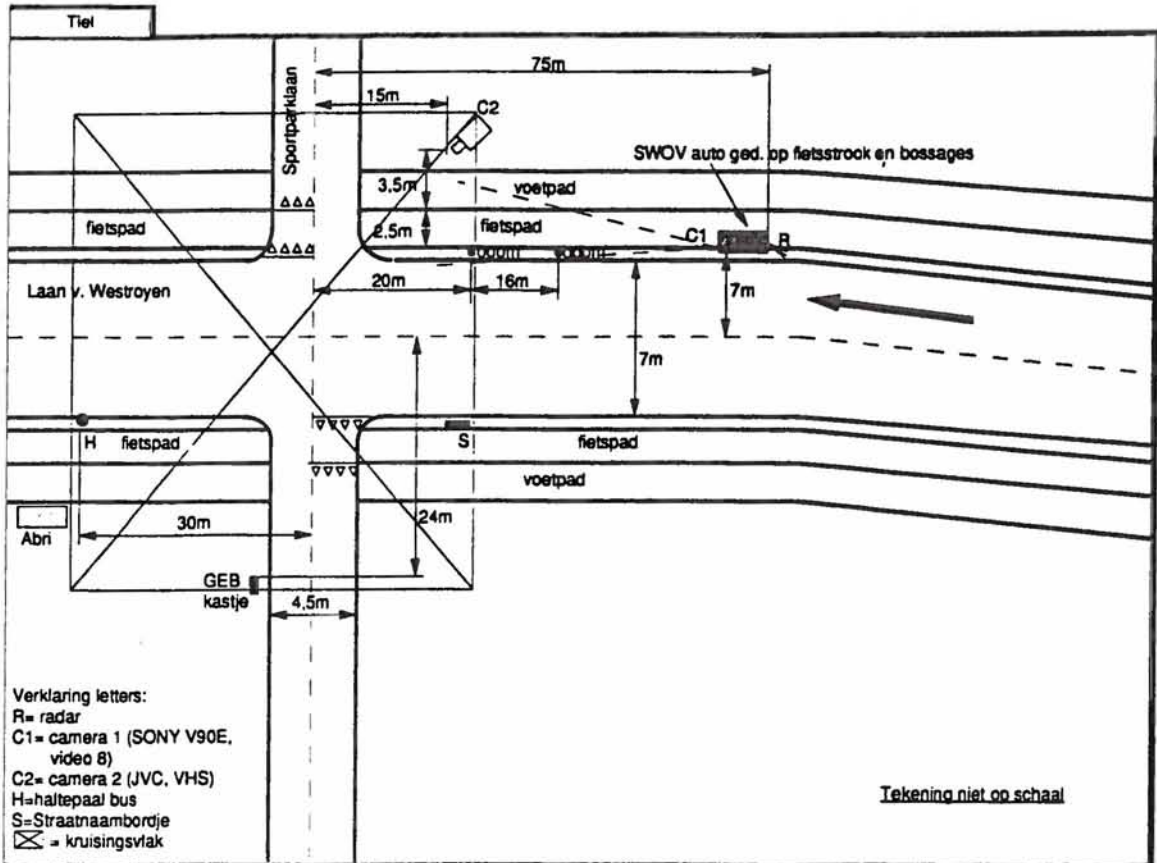 Tiel
Sportparklaan
75m
15m
C2
SWOV auto ged. op fietsstrook en bossages
3,5m
voetpad
fietspad
2,5m
fietspad
C1
R
Laan v. Westroyen
20m
16m
7m
7m
H
fietspad
S
fietspad
voetpad
Abri
30m
24m
GEB
kastje
4,5m
Verklaring letters:
R= radar
C1= camera 1 (SONY V90E,
video 8)
C2= camera 2 (JVC, VHS)
H=haltepaal bus
S=Straatnaambordje
= kruisingsvlak
Tekening niet op schaal